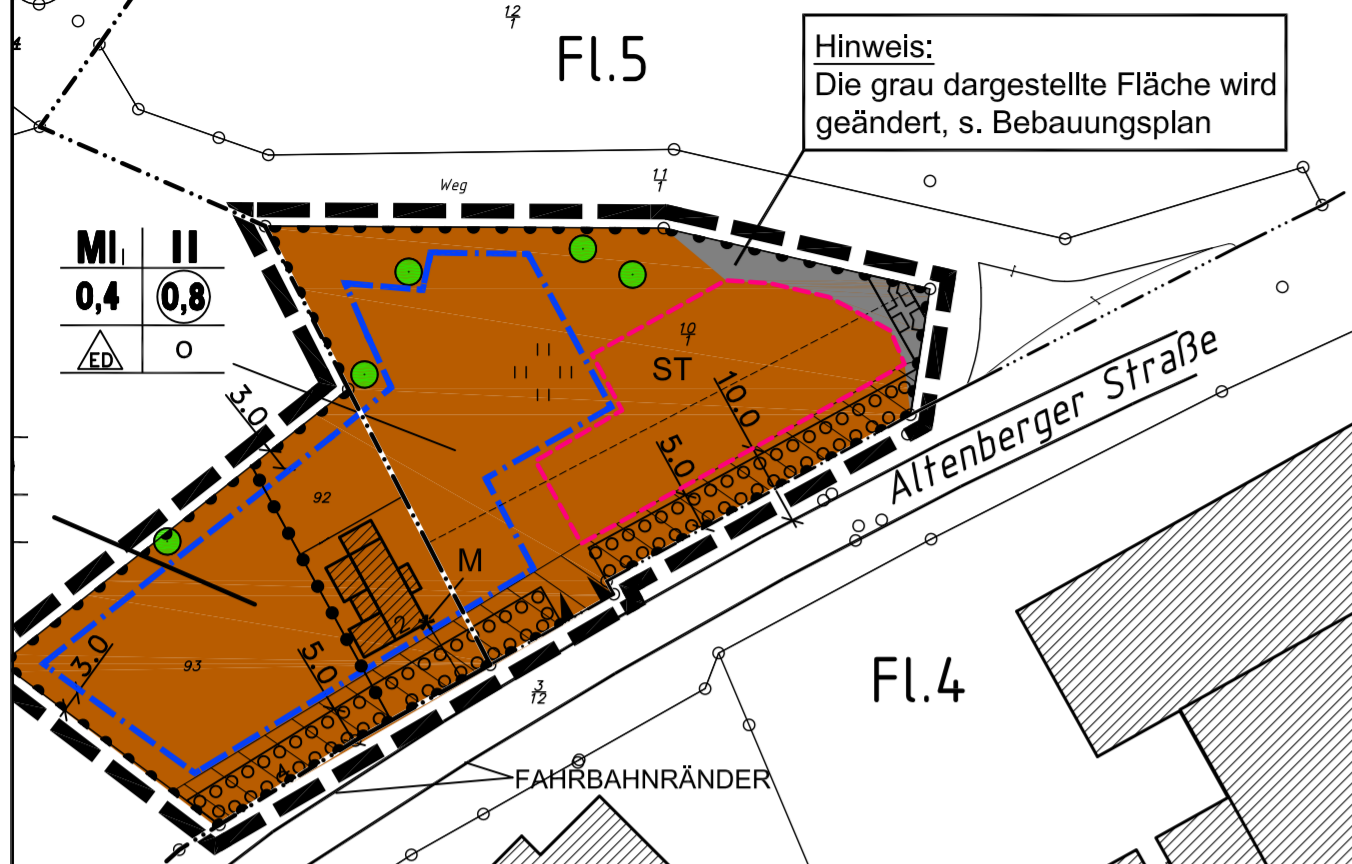 12
1
Fl.5
Hinweis:
Die grau dargestellte Fläche wird
geändert, s. Bebauungsplan
Weg
11
1
MI II
0,4 0,8
ED O
10
1
ST
3.0
10.0
5.0
92
M
2
Altenberger Straße
3.0
93
5.0
3
12
Fl.4
FAHRBAHNRÄNDER